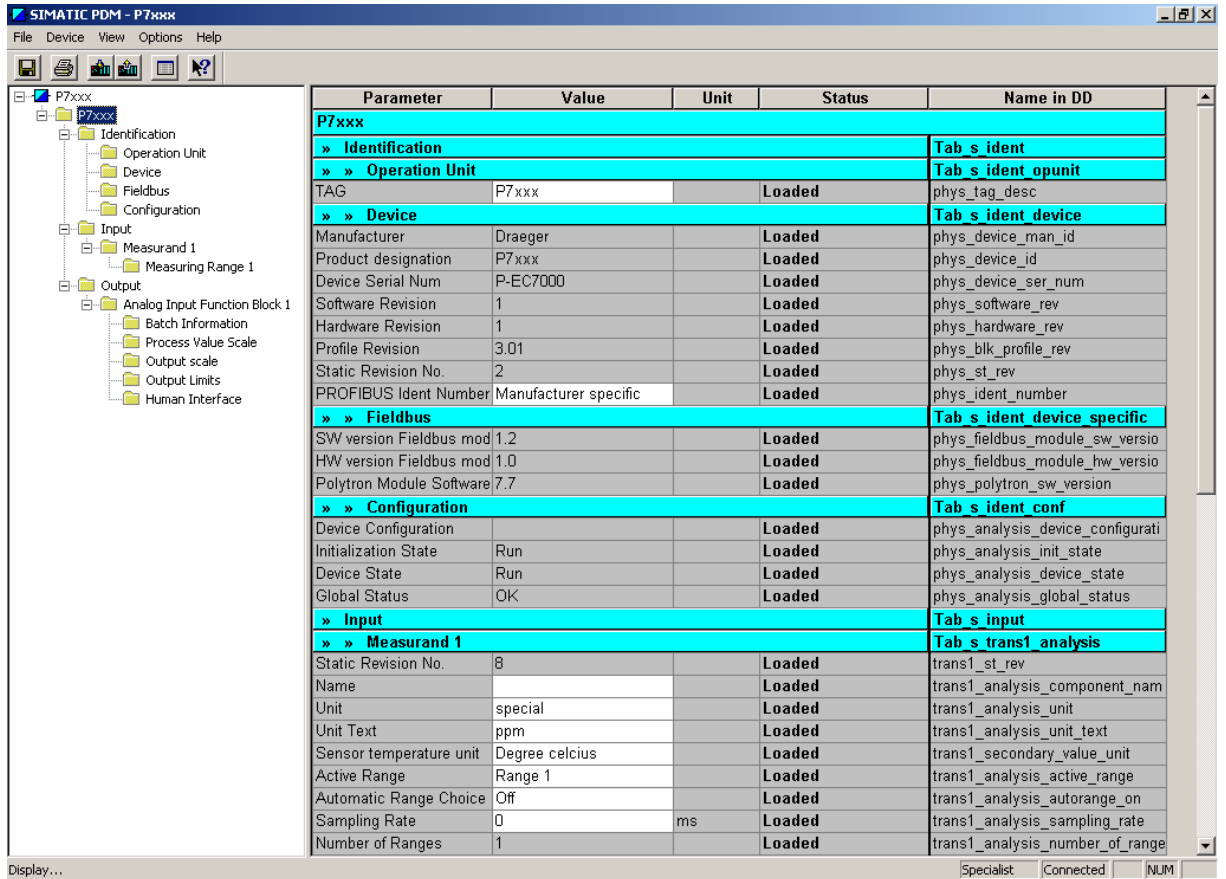 SIMATIC PDM - P7xxx
File Device View Options Help
P7xxx
P7xxx
Identification
Operation Unit
Device
Fieldbus
Configuration
Input
Measurand 1
Measuring Range 1
Output
Analog Input Function Block 1
Batch Information
Process Value Scale
Output scale
Output Limits
Human Interface
Parameter Value Unit Status Name in DD
P7xxx
» Identification Tab_s_ident
» » Operation Unit Tab_s_ident_opunit
TAG P7xxx Loaded phys_tag_desc
» » Device Tab_s_ident_device
Manufacturer Draeger Loaded phys_device_man_id
Product designation P7xxx Loaded phys_device_id
Device Serial Num P-EC7000 Loaded phys_device_ser_num
Software Revision 1 Loaded phys_software_rev
Hardware Revision 1 Loaded phys_hardware_rev
Profile Revision 3.01 Loaded phys_blk_profile_rev
Static Revision No. 2 Loaded phys_st_rev
PROFIBUS Ident Number Manufacturer specific Loaded phys_ident_number
» » Fieldbus Tab_s_ident_device_specific
SW version Fieldbus mod 1.2 Loaded phys_fieldbus_module_sw_versio
HW version Fieldbus mod 1.0 Loaded phys_fieldbus_module_hw_versio
Polytron Module Software 7.7 Loaded phys_polytron_sw_version
» » Configuration Tab_s_ident_conf
Device Configuration Loaded phys_analysis_device_configurati
Initialization State Run Loaded phys_analysis_init_state
Device State Run Loaded phys_analysis_device_state
Global Status OK Loaded phys_analysis_global_status
» Input Tab_s_input
» » Measurand 1 Tab_s_trans1_analysis
Static Revision No. 8 Loaded trans1_st_rev
Name Loaded trans1_analysis_component_nam
Unit special Loaded trans1_analysis_unit
Unit Text ppm Loaded trans1_analysis_unit_text
Sensor temperature unit Degree celcius Loaded trans1_secondary_value_unit
Active Range Range 1 Loaded trans1_analysis_active_range
Automatic Range Choice Off Loaded trans1_analysis_autorange_on
Sampling Rate 0 ms Loaded trans1_analysis_sampling_rate
Number of Ranges 1 Loaded trans1_analysis_number_of_range
Display... Specialist Connected NUM